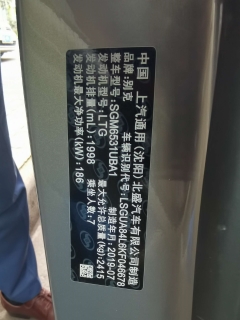 中国 上汽通用(沈阳)北盛汽车有限公司制造
品牌:别克 车辆识别代号:LSGUA84L6KF046678
整车型号:SGM6531UBA4 制造年月:2019-07
发动机型号:LTG 最大允许总质量(kg):2415
发动机排量(mL):1998 乘坐人数:7
发动机最大净功率(kW):186